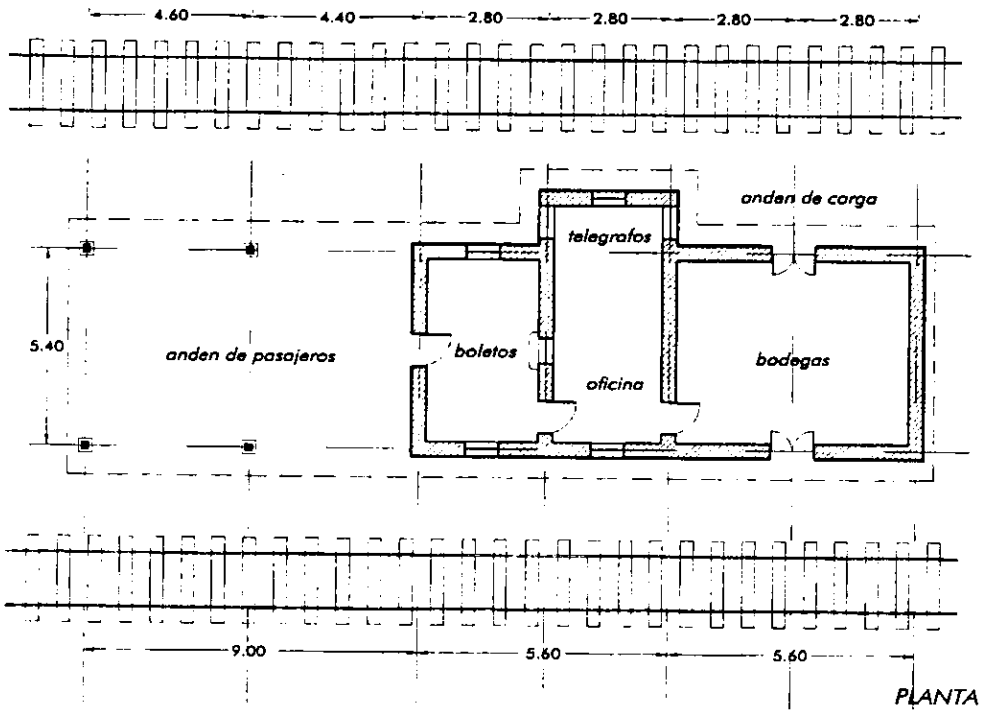 4.60 4.40 2.80 2.80 2.80 2.80
anden de carga
telegrafos
5.40
anden de pasajeros
boletos
bodegas
oficina
9.00 5.60 5.60
PLANTA